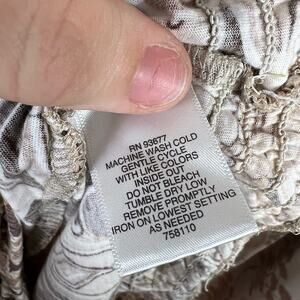 RN 93677
MACHINE WASH COLD
GENTLE CYCLE
WITH LIKE COLORS
INSIDE OUT
DO NOT BLEACH
TUMBLE DRY LOW
REMOVE PROMPTLY
IRON ON LOWEST SETTING
AS NEEDED
758110